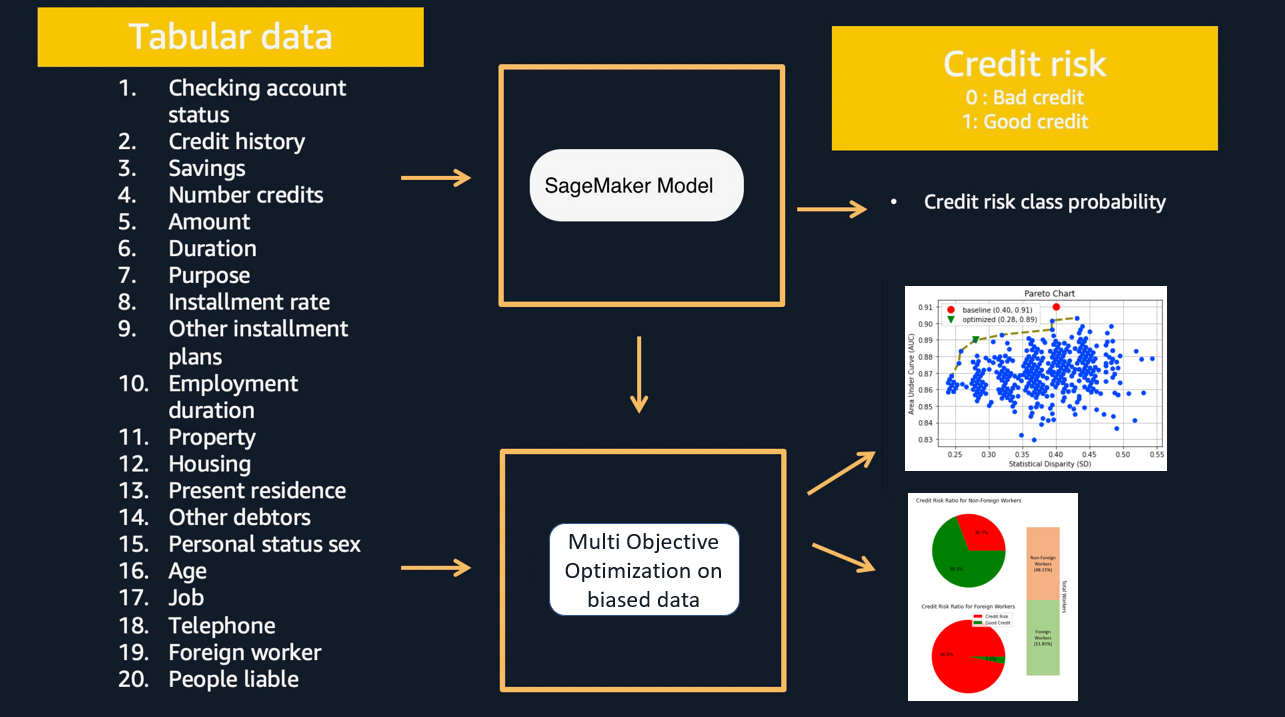 Tabular data
1. Checking account
status
2. Credit history
3. Savings
4. Number credits
5. Amount
6. Duration
7. Purpose
8. Installment rate
9. Other installment
plans
10. Employment
duration
11. Property
12. Housing
13. Present residence
14. Other debtors
15. Personal status sex
16. Age
17. Job
18. Telephone
19. Foreign worker
20. People liable
SageMaker Model
Multi Objective
Optimization on
biased data
Credit risk
0 : Bad credit
1: Good credit
• Credit risk class probability
Pareto Chart
baseline (0.40, 0.91)
optimized (0.28, 0.89)
Area Under Curve (AUC)
0.91
0.90
0.89
0.88
0.87
0.86
0.85
0.84
0.83
0.25 0.30 0.35 0.40 0.45 0.50 0.55
Statistical Disparity (SD)
Credit Risk Ratio for Non-Foreign Workers
Non-Foreign
Workers
(48.15%)
Total Workers
Credit Risk Ratio for Foreign Workers
Credit Risk
Good Credit
Foreign
Workers
(51.85%)